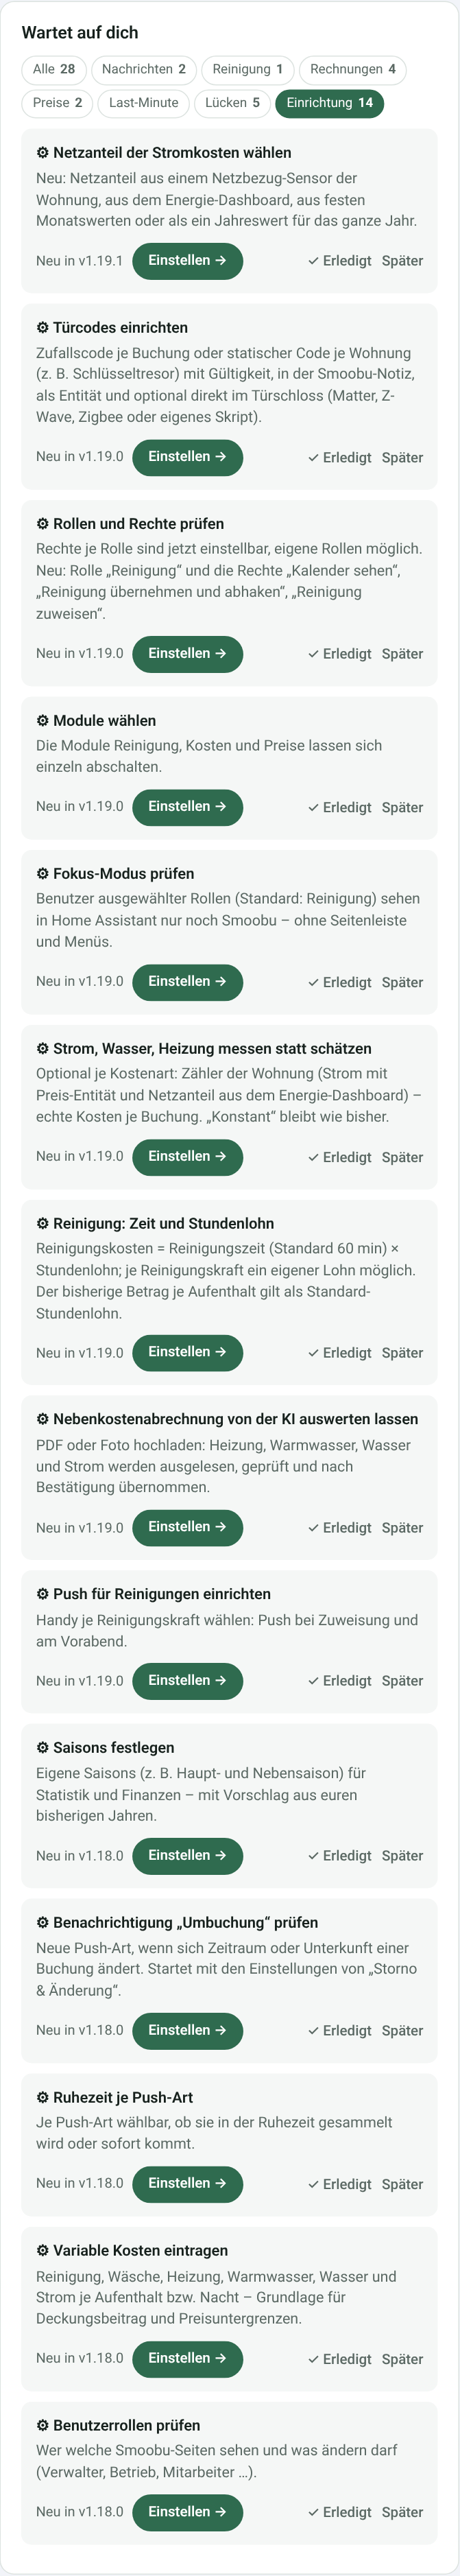 Wartet auf dich
Alle 28 Nachrichten 2 Reinigung 1 Rechnungen 4
Preise 2 Last-Minute Lücken 5 Einrichtung 14
⚙ Netzanteil der Stromkosten wählen
Neu: Netzanteil aus einem Netzbezug-Sensor der
Wohnung, aus dem Energie-Dashboard, aus festen
Monatswerten oder als ein Jahreswert für das ganze Jahr.
Neu in v1.19.1 Einstellen → ✓ Erledigt Später
⚙ Türcodes einrichten
Zufallscode je Buchung oder statischer Code je Wohnung
(z. B. Schlüsseltresor) mit Gültigkeit, in der Smoobu-Notiz,
als Entität und optional direkt im Türschloss (Matter, Z-
Wave, Zigbee oder eigenes Skript).
Neu in v1.19.0 Einstellen → ✓ Erledigt Später
⚙ Rollen und Rechte prüfen
Rechte je Rolle sind jetzt einstellbar, eigene Rollen möglich.
Neu: Rolle „Reinigung“ und die Rechte „Kalender sehen“,
„Reinigung übernehmen und abhaken“, „Reinigung
zuweisen“.
Neu in v1.19.0 Einstellen → ✓ Erledigt Später
⚙ Module wählen
Die Module Reinigung, Kosten und Preise lassen sich
einzeln abschalten.
Neu in v1.19.0 Einstellen → ✓ Erledigt Später
⚙ Fokus-Modus prüfen
Benutzer ausgewählter Rollen (Standard: Reinigung) sehen
in Home Assistant nur noch Smoobu – ohne Seitenleiste
und Menüs.
Neu in v1.19.0 Einstellen → ✓ Erledigt Später
⚙ Strom, Wasser, Heizung messen statt schätzen
Optional je Kostenart: Zähler der Wohnung (Strom mit
Preis-Entität und Netzanteil aus dem Energie-Dashboard) –
echte Kosten je Buchung. „Konstant“ bleibt wie bisher.
Neu in v1.19.0 Einstellen → ✓ Erledigt Später
⚙ Reinigung: Zeit und Stundenlohn
Reinigungskosten = Reinigungszeit (Standard 60 min) ×
Stundenlohn; je Reinigungskraft ein eigener Lohn möglich.
Der bisherige Betrag je Aufenthalt gilt als Standard-
Stundenlohn.
Neu in v1.19.0 Einstellen → ✓ Erledigt Später
⚙ Nebenkostenabrechnung von der KI auswerten lassen
PDF oder Foto hochladen: Heizung, Warmwasser, Wasser
und Strom werden ausgelesen, geprüft und nach
Bestätigung übernommen.
Neu in v1.19.0 Einstellen → ✓ Erledigt Später
⚙ Push für Reinigungen einrichten
Handy je Reinigungskraft wählen: Push bei Zuweisung und
am Vorabend.
Neu in v1.19.0 Einstellen → ✓ Erledigt Später
⚙ Saisons festlegen
Eigene Saisons (z. B. Haupt- und Nebensaison) für
Statistik und Finanzen – mit Vorschlag aus euren
bisherigen Jahren.
Neu in v1.18.0 Einstellen → ✓ Erledigt Später
⚙ Benachrichtigung „Umbuchung“ prüfen
Neue Push-Art, wenn sich Zeitraum oder Unterkunft einer
Buchung ändert. Startet mit den Einstellungen von „Storno
& Änderung“.
Neu in v1.18.0 Einstellen → ✓ Erledigt Später
⚙ Ruhezeit je Push-Art
Je Push-Art wählbar, ob sie in der Ruhezeit gesammelt
wird oder sofort kommt.
Neu in v1.18.0 Einstellen → ✓ Erledigt Später
⚙ Variable Kosten eintragen
Reinigung, Wäsche, Heizung, Warmwasser, Wasser und
Strom je Aufenthalt bzw. Nacht – Grundlage für
Deckungsbeitrag und Preisuntergrenzen.
Neu in v1.18.0 Einstellen → ✓ Erledigt Später
⚙ Benutzerrollen prüfen
Wer welche Smoobu-Seiten sehen und was ändern darf
(Verwalter, Betrieb, Mitarbeiter …).
Neu in v1.18.0 Einstellen → ✓ Erledigt Später